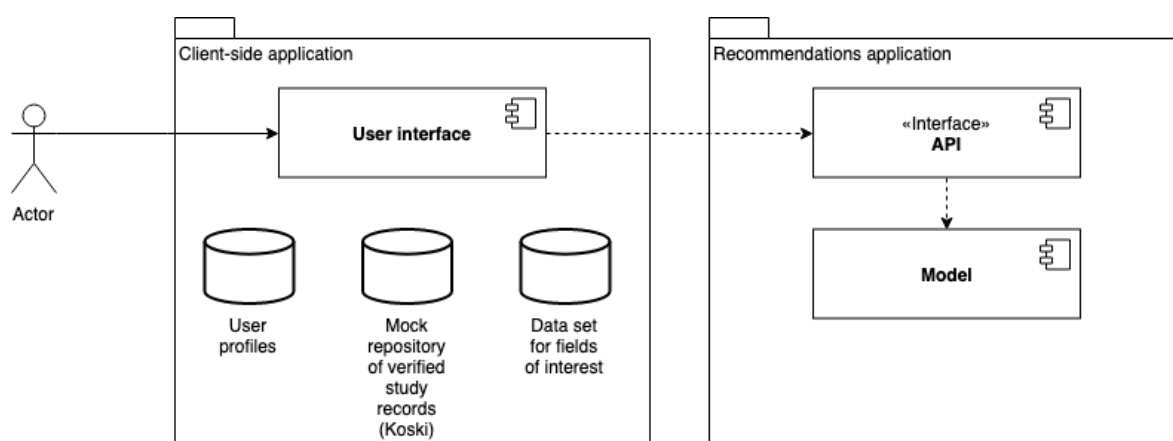 Client-side application
Recommendations application
User interface
«Interface»
API
Actor
Model
User
profiles
Mock
repository
of verified
study
records
(Koski)
Data set
for fields
of interest